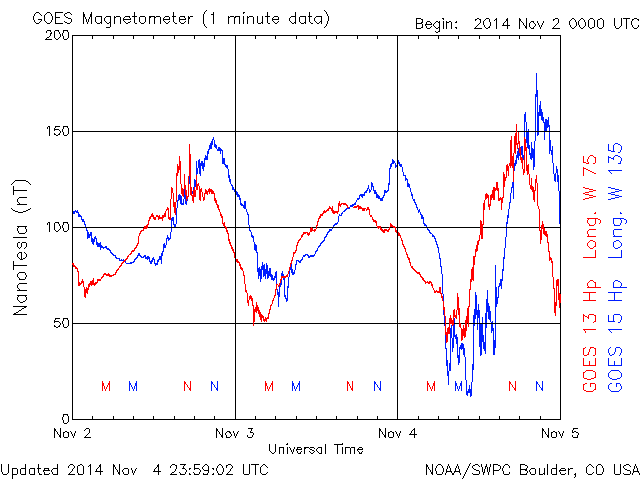 GOES Magnetometer (1 minute data)
Begin: 2014 Nov 2 0000 UTC
200
150
100
50
0
NanoTesla (nT)
M M N N M M N N M M N N
Nov 2 Nov 3 Nov 4 Nov 5
Universal Time
GOES 13 Hp Long. W 75
GOES 15 Hp Long. W 135
Updated 2014 Nov 4 23:59:02 UTC
NOAA/SWPC Boulder, CO USA